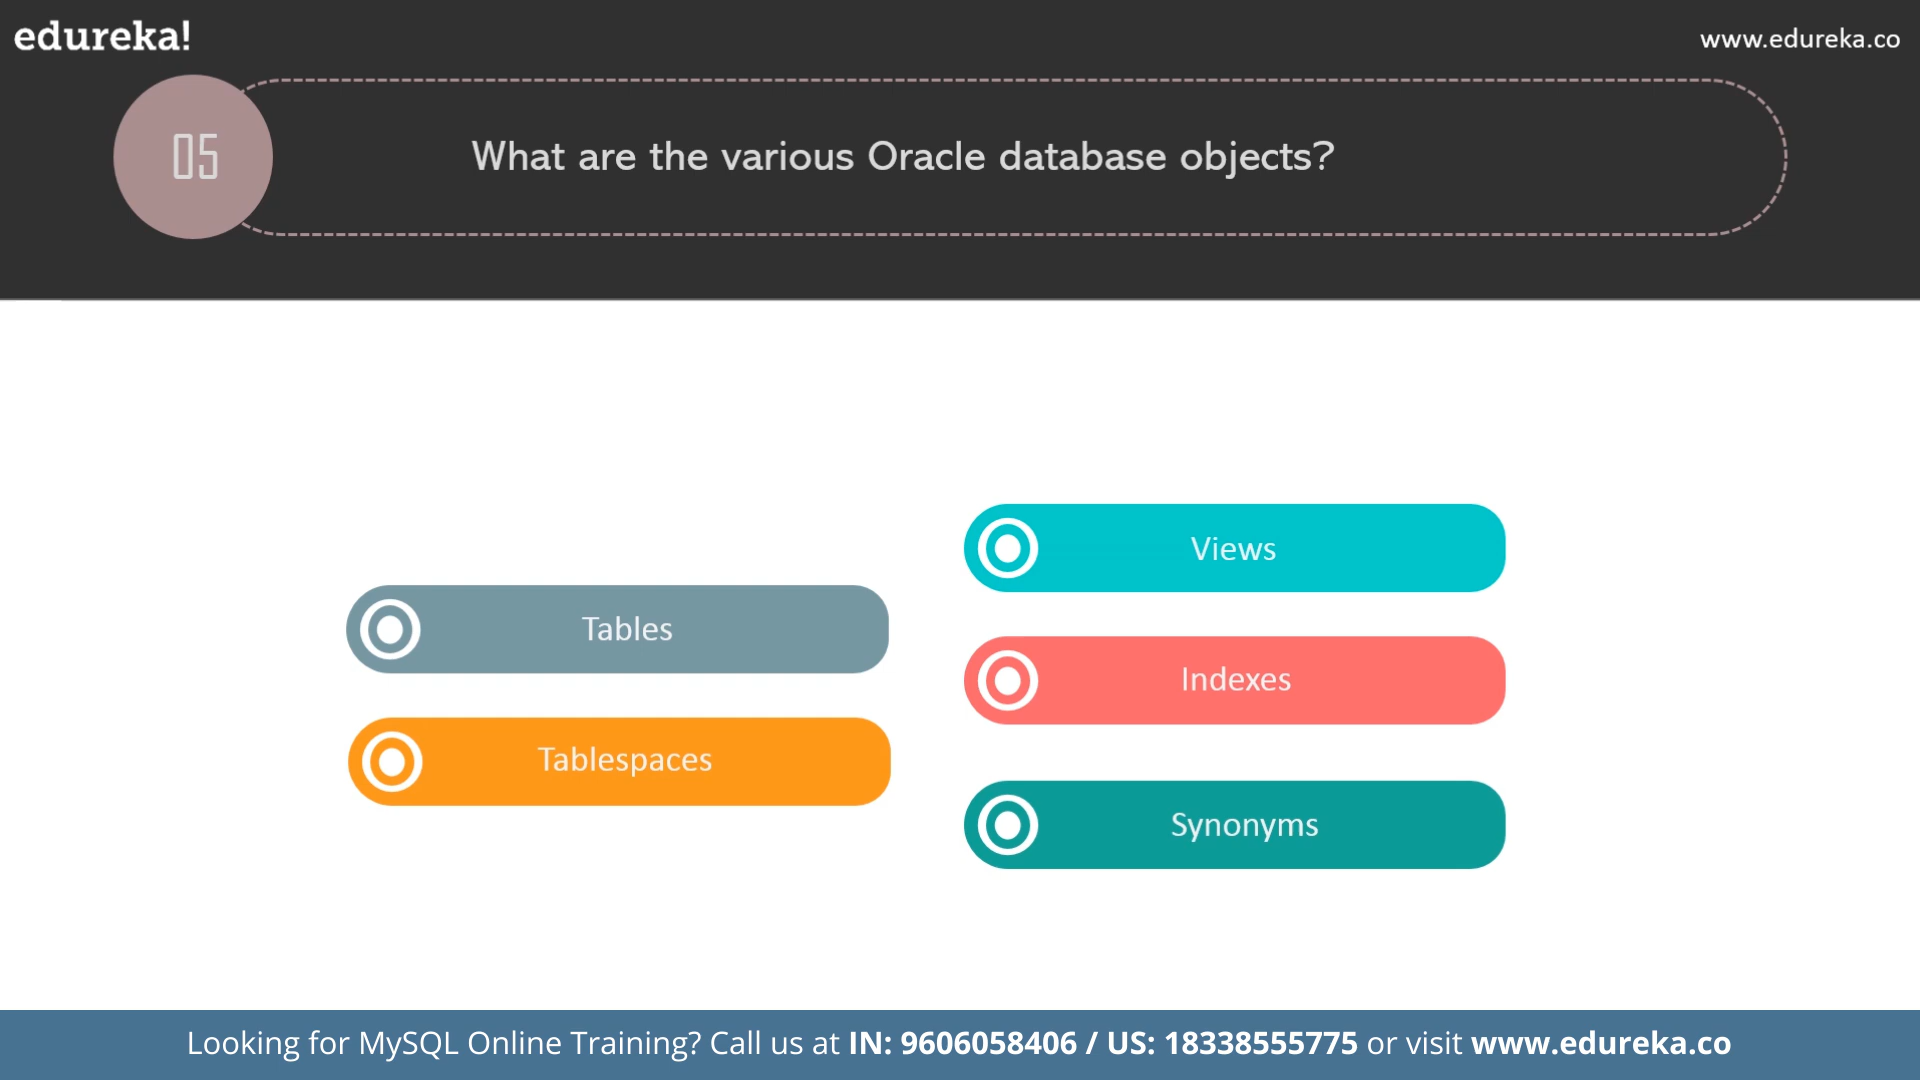 edureka!
www.edureka.co
05
What are the various Oracle database objects?
Tables
Tablespaces
Views
Indexes
Synonyms
Looking for MySQL Online Training? Call us at IN: 9606058406 / US: 18338555775 or visit www.edureka.co